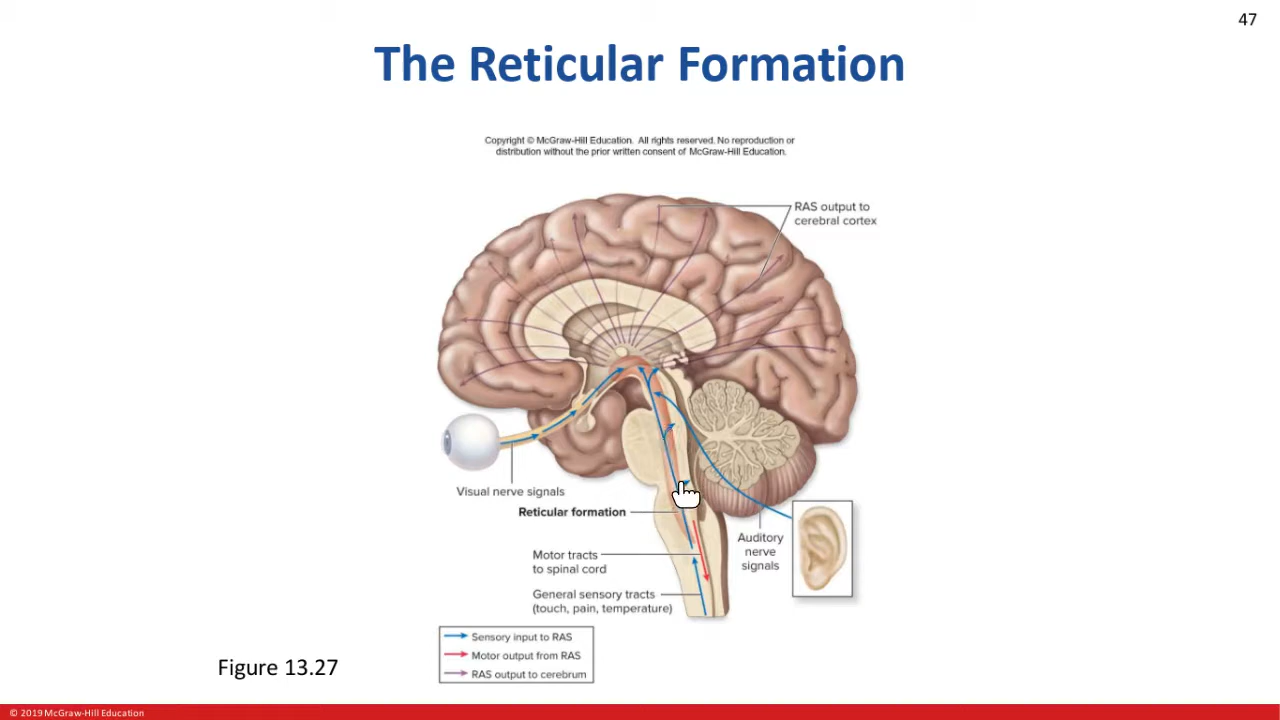 47
The Reticular Formation
Copyright © McGraw-Hill Education. All rights reserved. No reproduction or
distribution without the prior written consent of McGraw-Hill Education.
RAS output to
cerebral cortex
Visual nerve signals
Reticular formation
Motor tracts
to spinal cord
General sensory tracts
(touch, pain, temperature)
Auditory
nerve
signals
Sensory input to RAS
Motor output from RAS
RAS output to cerebrum
Figure 13.27
© 2019 McGraw-Hill Education